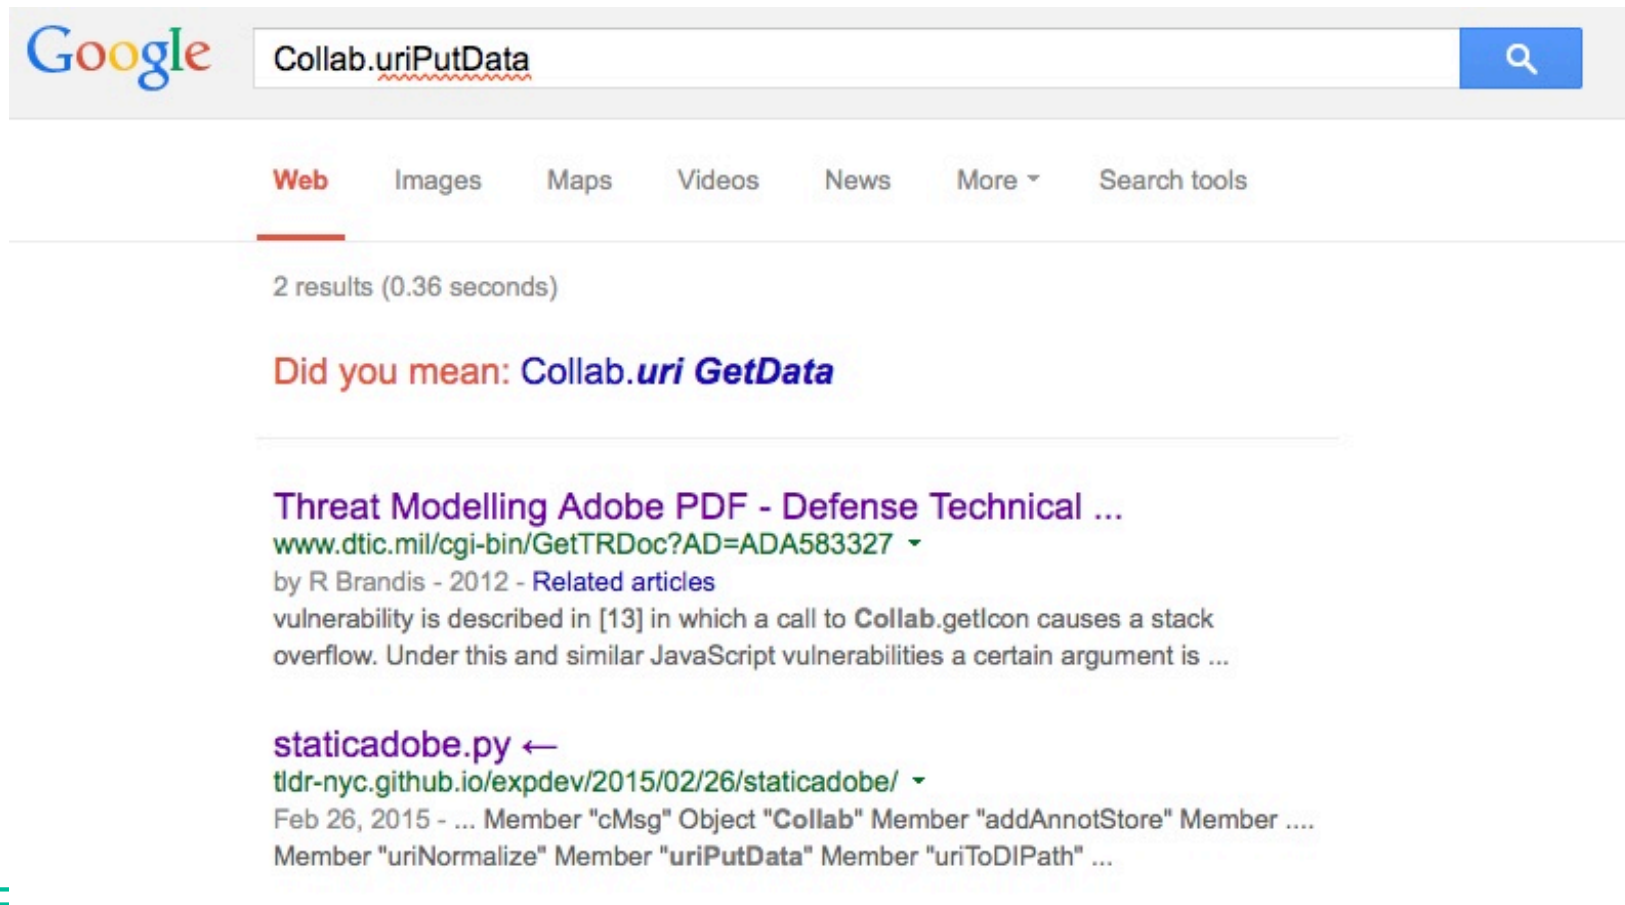 Google
Collab.uriPutData
Web Images Maps Videos News More Search tools
2 results (0.36 seconds)
Did you mean: Collab.uri GetData
Threat Modelling Adobe PDF - Defense Technical ...
www.dtic.mil/cgi-bin/GetTRDoc?AD=ADA583327
by R Brandis - 2012 - Related articles
vulnerability is described in [13] in which a call to Collab.getIcon causes a stack
overflow. Under this and similar JavaScript vulnerabilities a certain argument is ...
staticadobe.py ←
tldr-nyc.github.io/expdev/2015/02/26/staticadobe/
Feb 26, 2015 - ... Member "cMsg" Object "Collab" Member "addAnnotStore" Member ....
Member "uriNormalize" Member "uriPutData" Member "uriToDIPath" ...